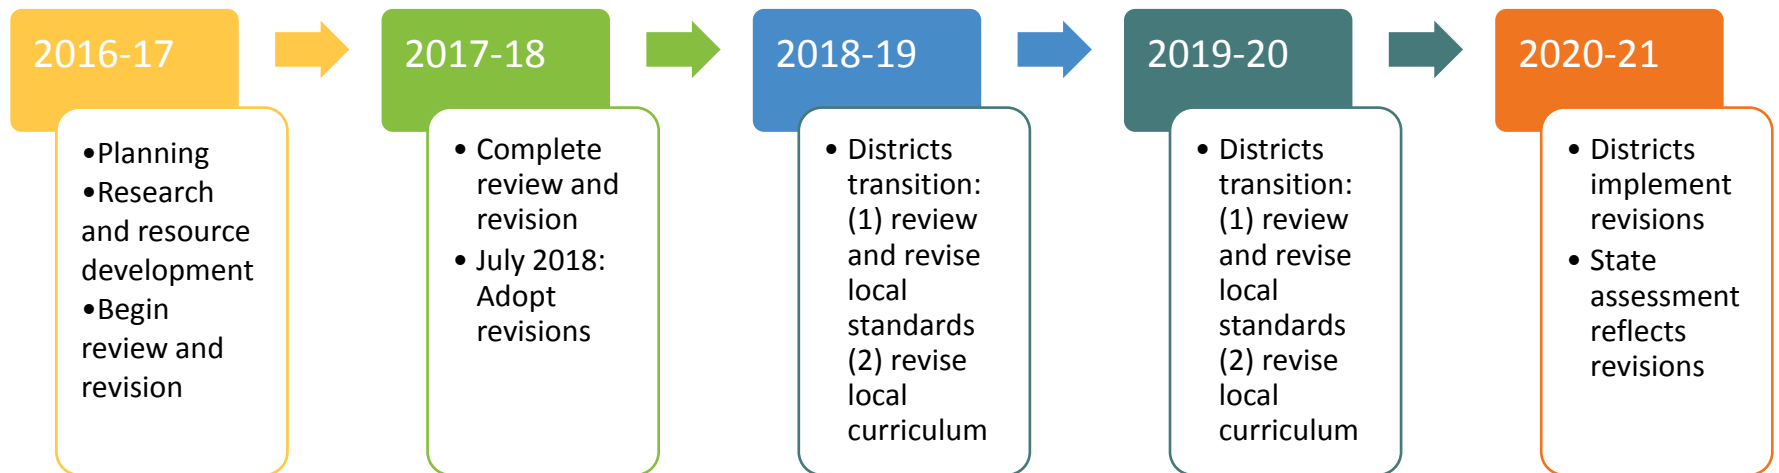 2016-17
•Planning
•Research
and resource
development
•Begin
review and
revision
2017-18
• Complete
review and
revision
• July 2018:
Adopt
revisions
2018-19
• Districts
transition:
(1) review
and revise
local
standards
(2) revise
local
curriculum
2019-20
• Districts
transition:
(1) review
and revise
local
standards
(2) revise
local
curriculum
2020-21
• Districts
implement
revisions
• State
assessment
reflects
revisions